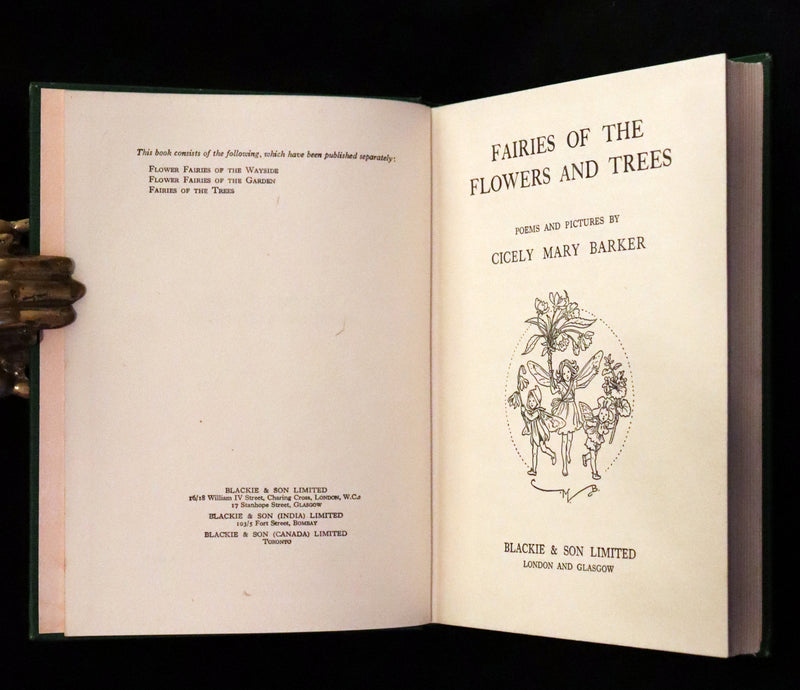 This book consists of the following, which have been published separately:
FLOWER FAIRIES OF THE WAYSIDE
FLOWER FAIRIES OF THE GARDEN
FAIRIES OF THE TREES
BLACKIE & SON LIMITED
16/18 William IV Street, Charing Cross, LONDON, W.C.2
17 Stanhope Street, GLASGOW
BLACKIE & SON (INDIA) LIMITED
103/5 Fort Street, BOMBAY
BLACKIE & SON (CANADA) LIMITED
TORONTO
FAIRIES OF THE
FLOWERS AND TREES
POEMS AND PICTURES BY
CICELY MARY BARKER
BLACKIE & SON LIMITED
LONDON AND GLASGOW